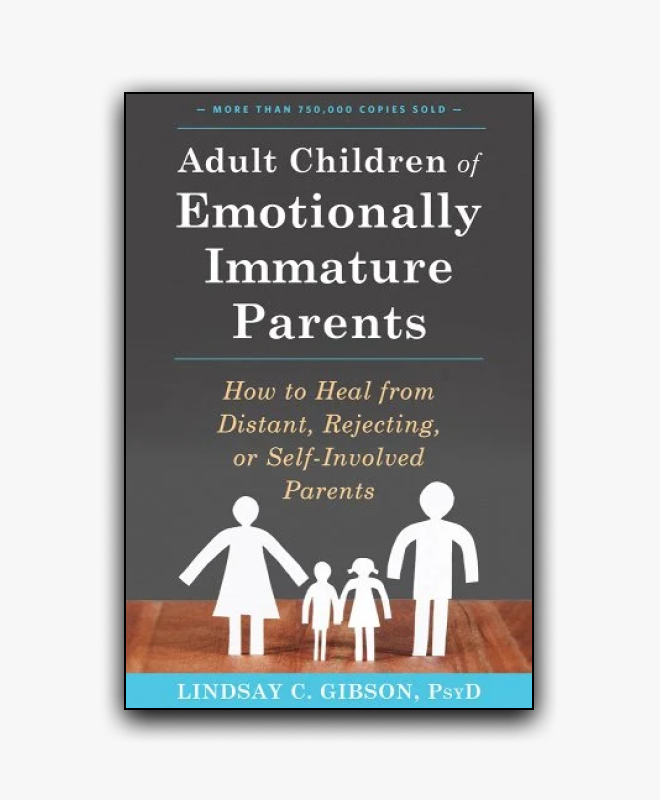 — MORE THAN 750,000 COPIES SOLD —
Adult Children of
Emotionally
Immature
Parents
How to Heal from
Distant, Rejecting,
or Self-Involved
Parents
LINDSAY C. GIBSON, PsyD